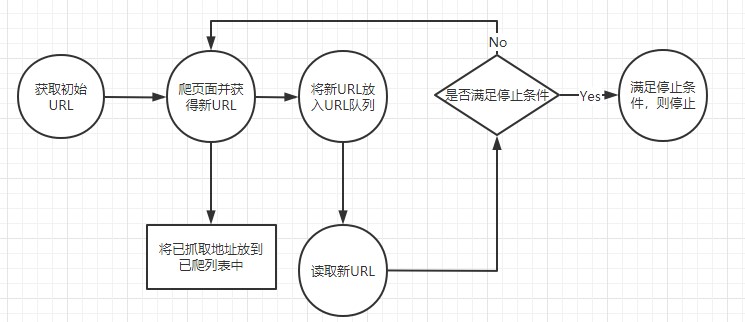 No
获取初始
URL
爬页面并获
得新URL
将新URL放
入URL队列
是否满足停止条件
Yes
满足停止条
件，则停止
将已抓取地址放到
已爬列表中
读取新URL